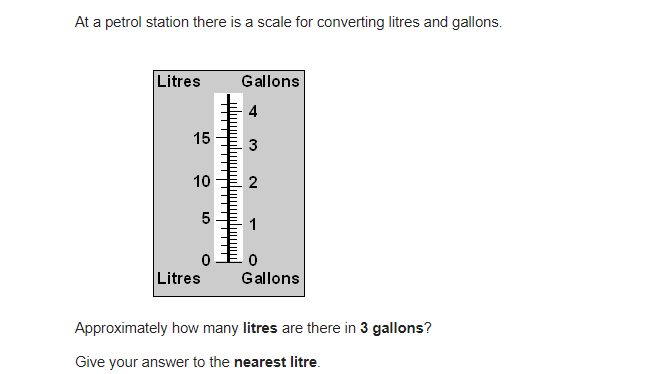 At a petrol station there is a scale for converting litres and gallons.
Litres Gallons
4
15
3
10 2
5
1
0 0
Litres Gallons
Approximately how many litres are there in 3 gallons?
Give your answer to the nearest litre.